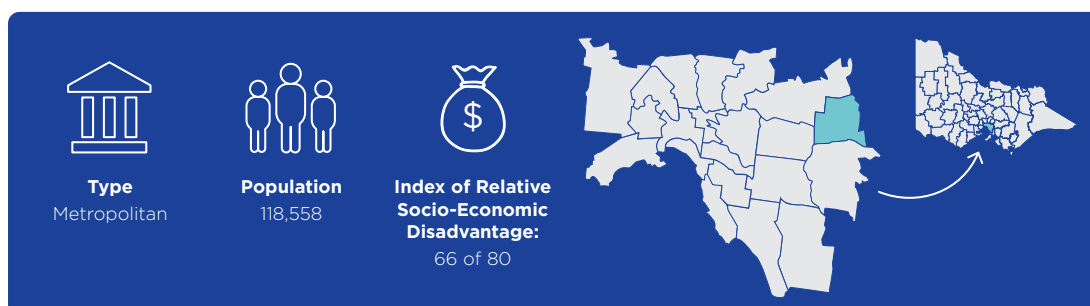 $
Type
Metropolitan
Population
118,558
Index of Relative
Socio-Economic
Disadvantage:
66 of 80